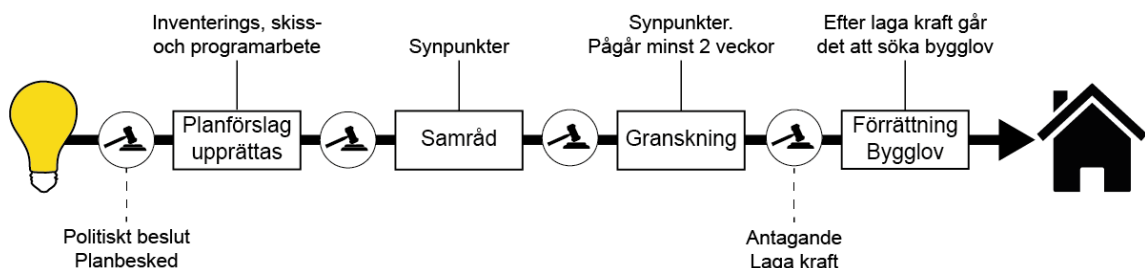 Inventerings, skiss-
och programarbete
Synpunkter
Synpunkter.
Pågår minst 2 veckor
Efter laga kraft går
det att söka bygglov
Planförslag
upprättas
Samråd
Granskning
Förrättning
Bygglov
Politiskt beslut
Planbesked
Antagande
Laga kraft